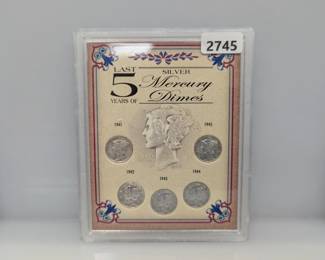 2745
LAST
5
YEARS OF
SILVER
Mercury
Dimes
1941
1945
1942
1943
1944